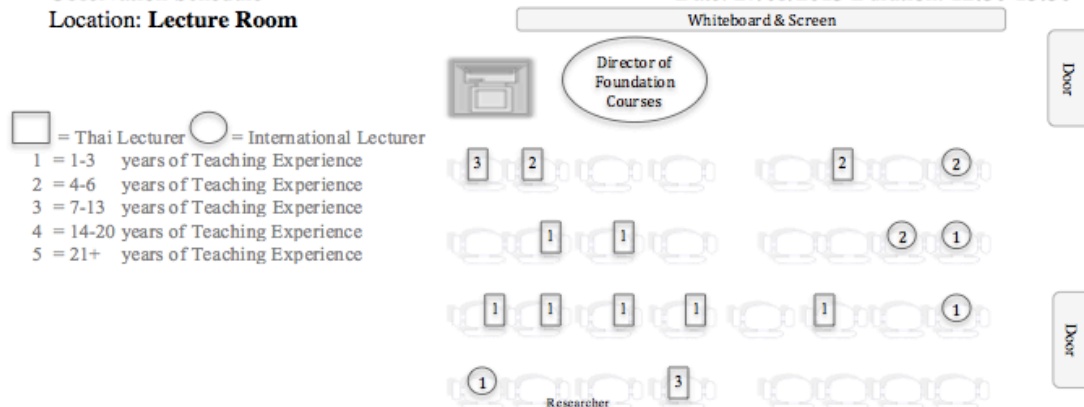 Location: Lecture Room
Whiteboard & Screen
Door
Director of
Foundation
Courses
= Thai Lecturer = International Lecturer
1 = 1-3 years of Teaching Experience
2 = 4-6 years of Teaching Experience
3 = 7-13 years of Teaching Experience
4 = 14-20 years of Teaching Experience
5 = 21+ years of Teaching Experience
3 2 2 2
1 1 2 1
1 1 1 1 1 1
Door
1 3
Researcher